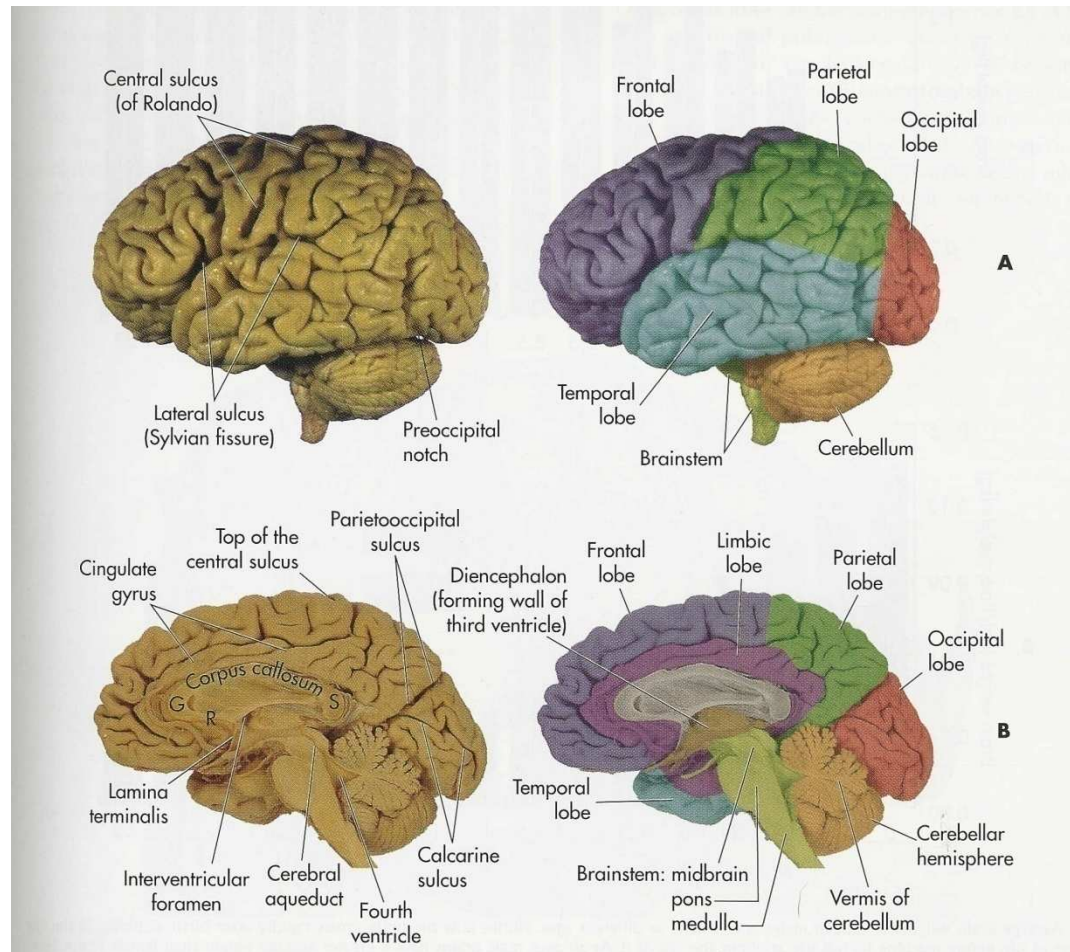 Central sulcus
(of Rolando)
Lateral sulcus
(Sylvian fissure)
Preoccipital
notch
Frontal
lobe
Parietal
lobe
Occipital
lobe
A
Temporal
lobe
Brainstem
Cerebellum
Parietooccipital
sulcus
Top of the
central sulcus
Cingulate
gyrus
Corpus callosum
G
R
S
Lamina
terminalis
Interventricular
foramen
Cerebral
aqueduct
Fourth
ventricle
Calcarine
sulcus
Frontal
lobe
Limbic
lobe
Diencephalon
(forming wall of
third ventricle)
Parietal
lobe
Occipital
lobe
B
Temporal
lobe
Brainstem: midbrain
pons
medulla
Vermis of
cerebellum
Cerebellar
hemisphere